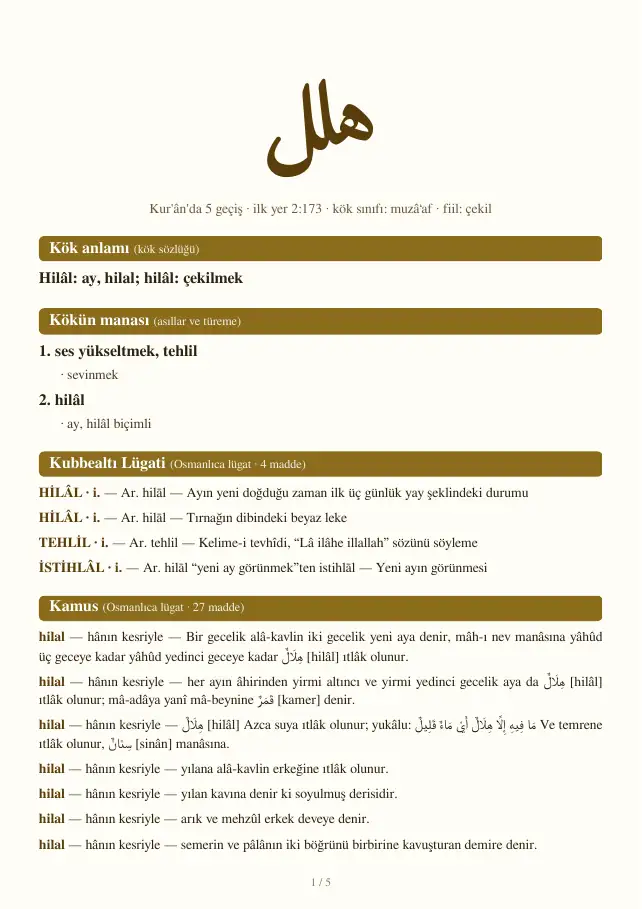 هلل
Kur'ân'da 5 geçiş · ilk yer 2:173 · kök sınıfı: muzâ'af · fiil: çekil
Kök anlamı (kök sözlüğü)
Hilâl: ay, hilal; hilâl: çekilmek
Kökün manası (asıllar ve türeme)
1. ses yükseltmek, tehlil
· sevinmek
2. hilâl
· ay, hilâl biçimli
Kubbealtı Lügati (Osmanlıca lügat · 4 madde)
HİLÂL · i. — Ar. hilāl — Ayın yeni doğduğu zaman ilk üç günlük yay şeklindeki durumu
HİLÂL · i. — Ar. hilāl — Tırnağın dibindeki beyaz leke
TEHLİL · i. — Ar. tehlіl — Kelime-i tevhîdi, “Lâ ilâhe illallah” sözünü söyleme
İSTİHLÂL · i. — Ar. hilāl “yeni ay görünmek”ten istihlāl — Yeni ayın görünmesi
Kamus (Osmanlıca lügat · 27 madde)
hilal — hânın kesriyle — Bir gecelik alâ-kavlin iki gecelik yeni aya denir, mâh-ı nev manâsına yâhûd
üç geceye kadar yâhûd yedinci geceye kadar هِلَالٌ [hilâl] ıtlâk olunur.
hilal — hânın kesriyle — her ayın âhirinden yirmi altıncı ve yirmi yedinci gecelik aya da هِلَالٌ [hilâl]
ıtlâk olunur; mâ-adâya yanî mâ-beynine قَمَرٌ [kamer] denir.
hilal — hânın kesriyle — هِلَالٌ [hilâl] Azca suya ıtlâk olunur; yukâlu: مَا فِيهِ إِلَّا هِلَالٌ أَيْ مَاءٌ قَلِيلٌ Ve temrene
ıtlâk olunur, سِنَانٌ [sinân] manâsına.
hilal — hânın kesriyle — yılana alâ-kavlin erkeğine ıtlâk olunur.
hilal — hânın kesriyle — yılan kavına denir ki soyulmuş derisidir.
hilal — hânın kesriyle — arık ve mehzûl erkek deveye denir.
hilal — hânın kesriyle — semerin ve pâlânın iki böğrünü birbirine kavuşturan demire denir.
1 / 5